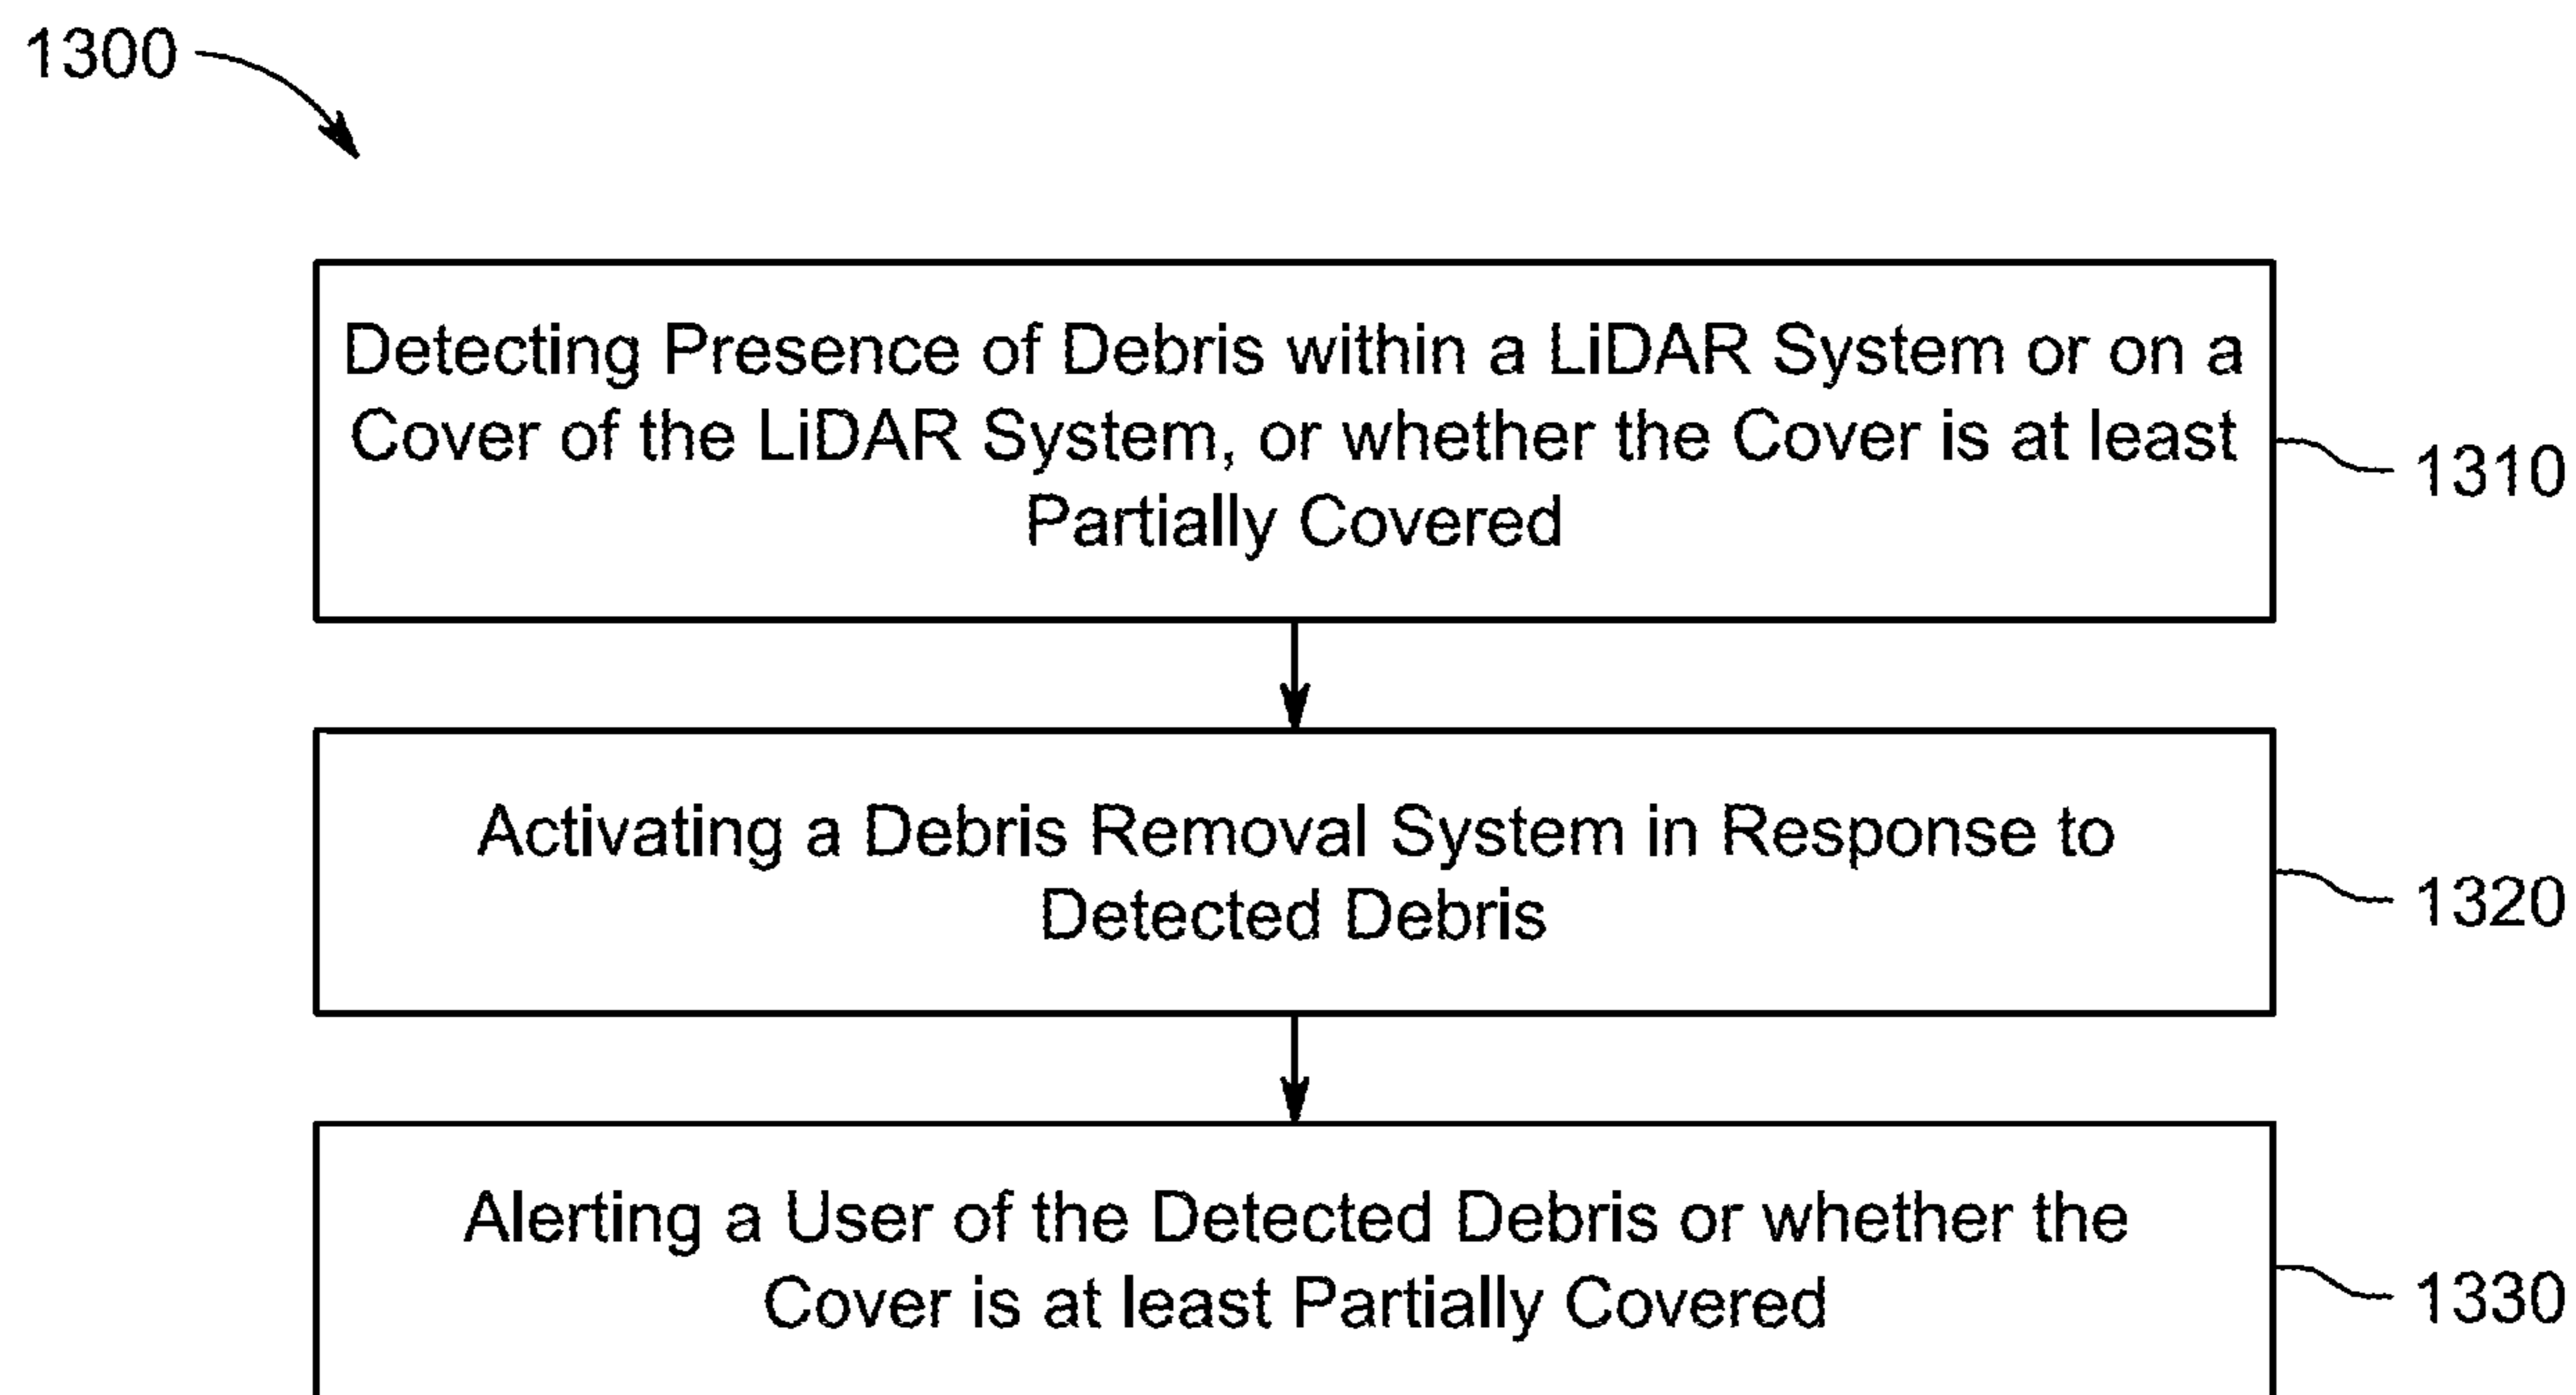 1300
Detecting Presence of Debris within a LiDAR System or on a
Cover of the LiDAR System, or whether the Cover is at least
Partially Covered
1310
Activating a Debris Removal System in Response to
Detected Debris
1320
Alerting a User of the Detected Debris or whether the
Cover is at least Partially Covered
1330